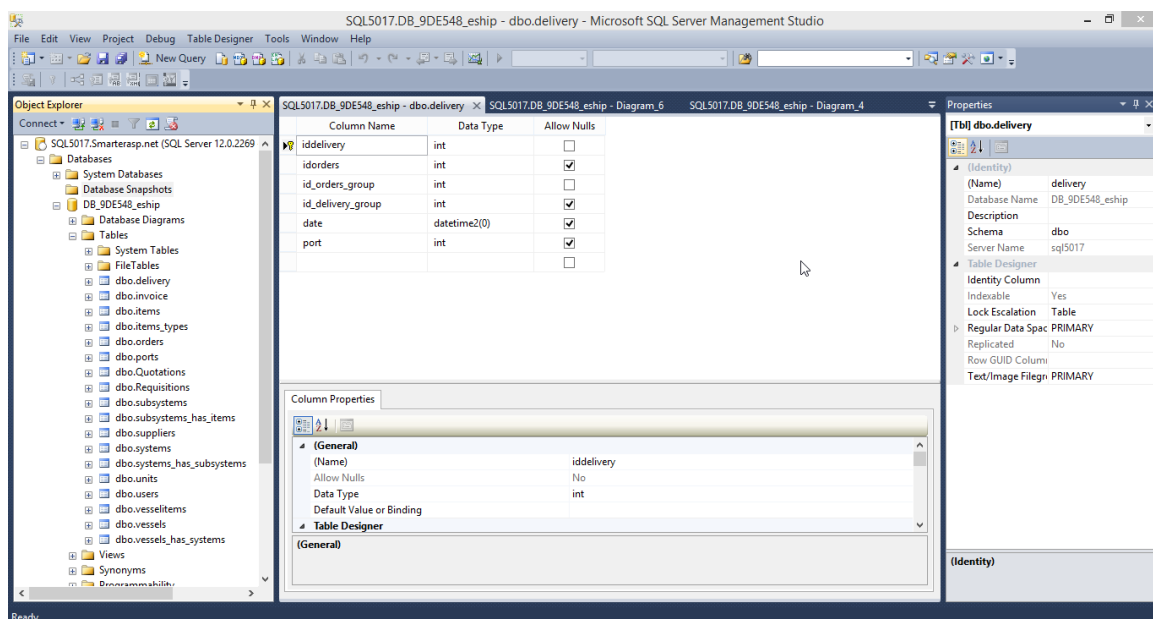 SQL5017.DB_9DE548_eship - dbo.delivery - Microsoft SQL Server Management Studio
File Edit View Project Debug Table Designer Tools Window Help
New Query
Object Explorer
Connect
SQL5017.Smarterasp.net (SQL Server 12.0.2269
Databases
System Databases
Database Snapshots
DB_9DE548_eship
Database Diagrams
Tables
System Tables
FileTables
dbo.delivery
dbo.invoice
dbo.items
dbo.items_types
dbo.orders
dbo.ports
dbo.Quotations
dbo.Requisitions
dbo.subsystems
dbo.subsystems_has_items
dbo.suppliers
dbo.systems
dbo.systems_has_subsystems
dbo.units
dbo.users
dbo.vesselitems
dbo.vessels
dbo.vessels_has_systems
Views
Synonyms
Programmability
SQL5017.DB_9DE548_eship - dbo.delivery SQL5017.DB_9DE548_eship - Diagram_6 SQL5017.DB_9DE548_eship - Diagram_4
Column Name Data Type Allow Nulls
iddelivery int
idorders int
id_orders_group int
id_delivery_group int
date datetime2(0)
port int
Column Properties
(General)
(Name) iddelivery
Allow Nulls No
Data Type int
Default Value or Binding
Table Designer
(General)
Properties
[Tbl] dbo.delivery
(Identity)
(Name) delivery
Database Name DB_9DE548_eship
Description
Schema dbo
Server Name sql5017
Table Designer
Identity Column
Indexable Yes
Lock Escalation Table
Regular Data Spac PRIMARY
Replicated No
Row GUID Colum
Text/Image Filegr PRIMARY
(Identity)
Ready